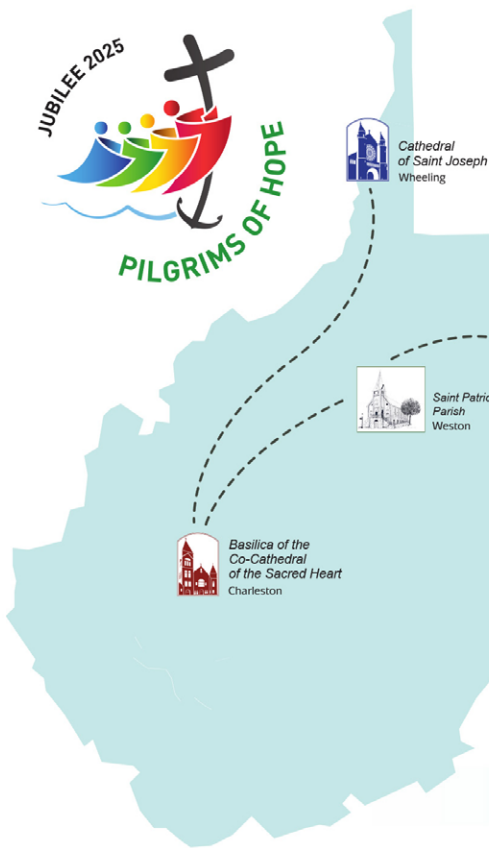 JUBILEE 2025
PILGRIMS OF HOPE
Cathedral
of Saint Joseph
Wheeling
Saint Patric
Parish
Weston
Basilica of the
Co-Cathedral
of the Sacred Heart
Charleston